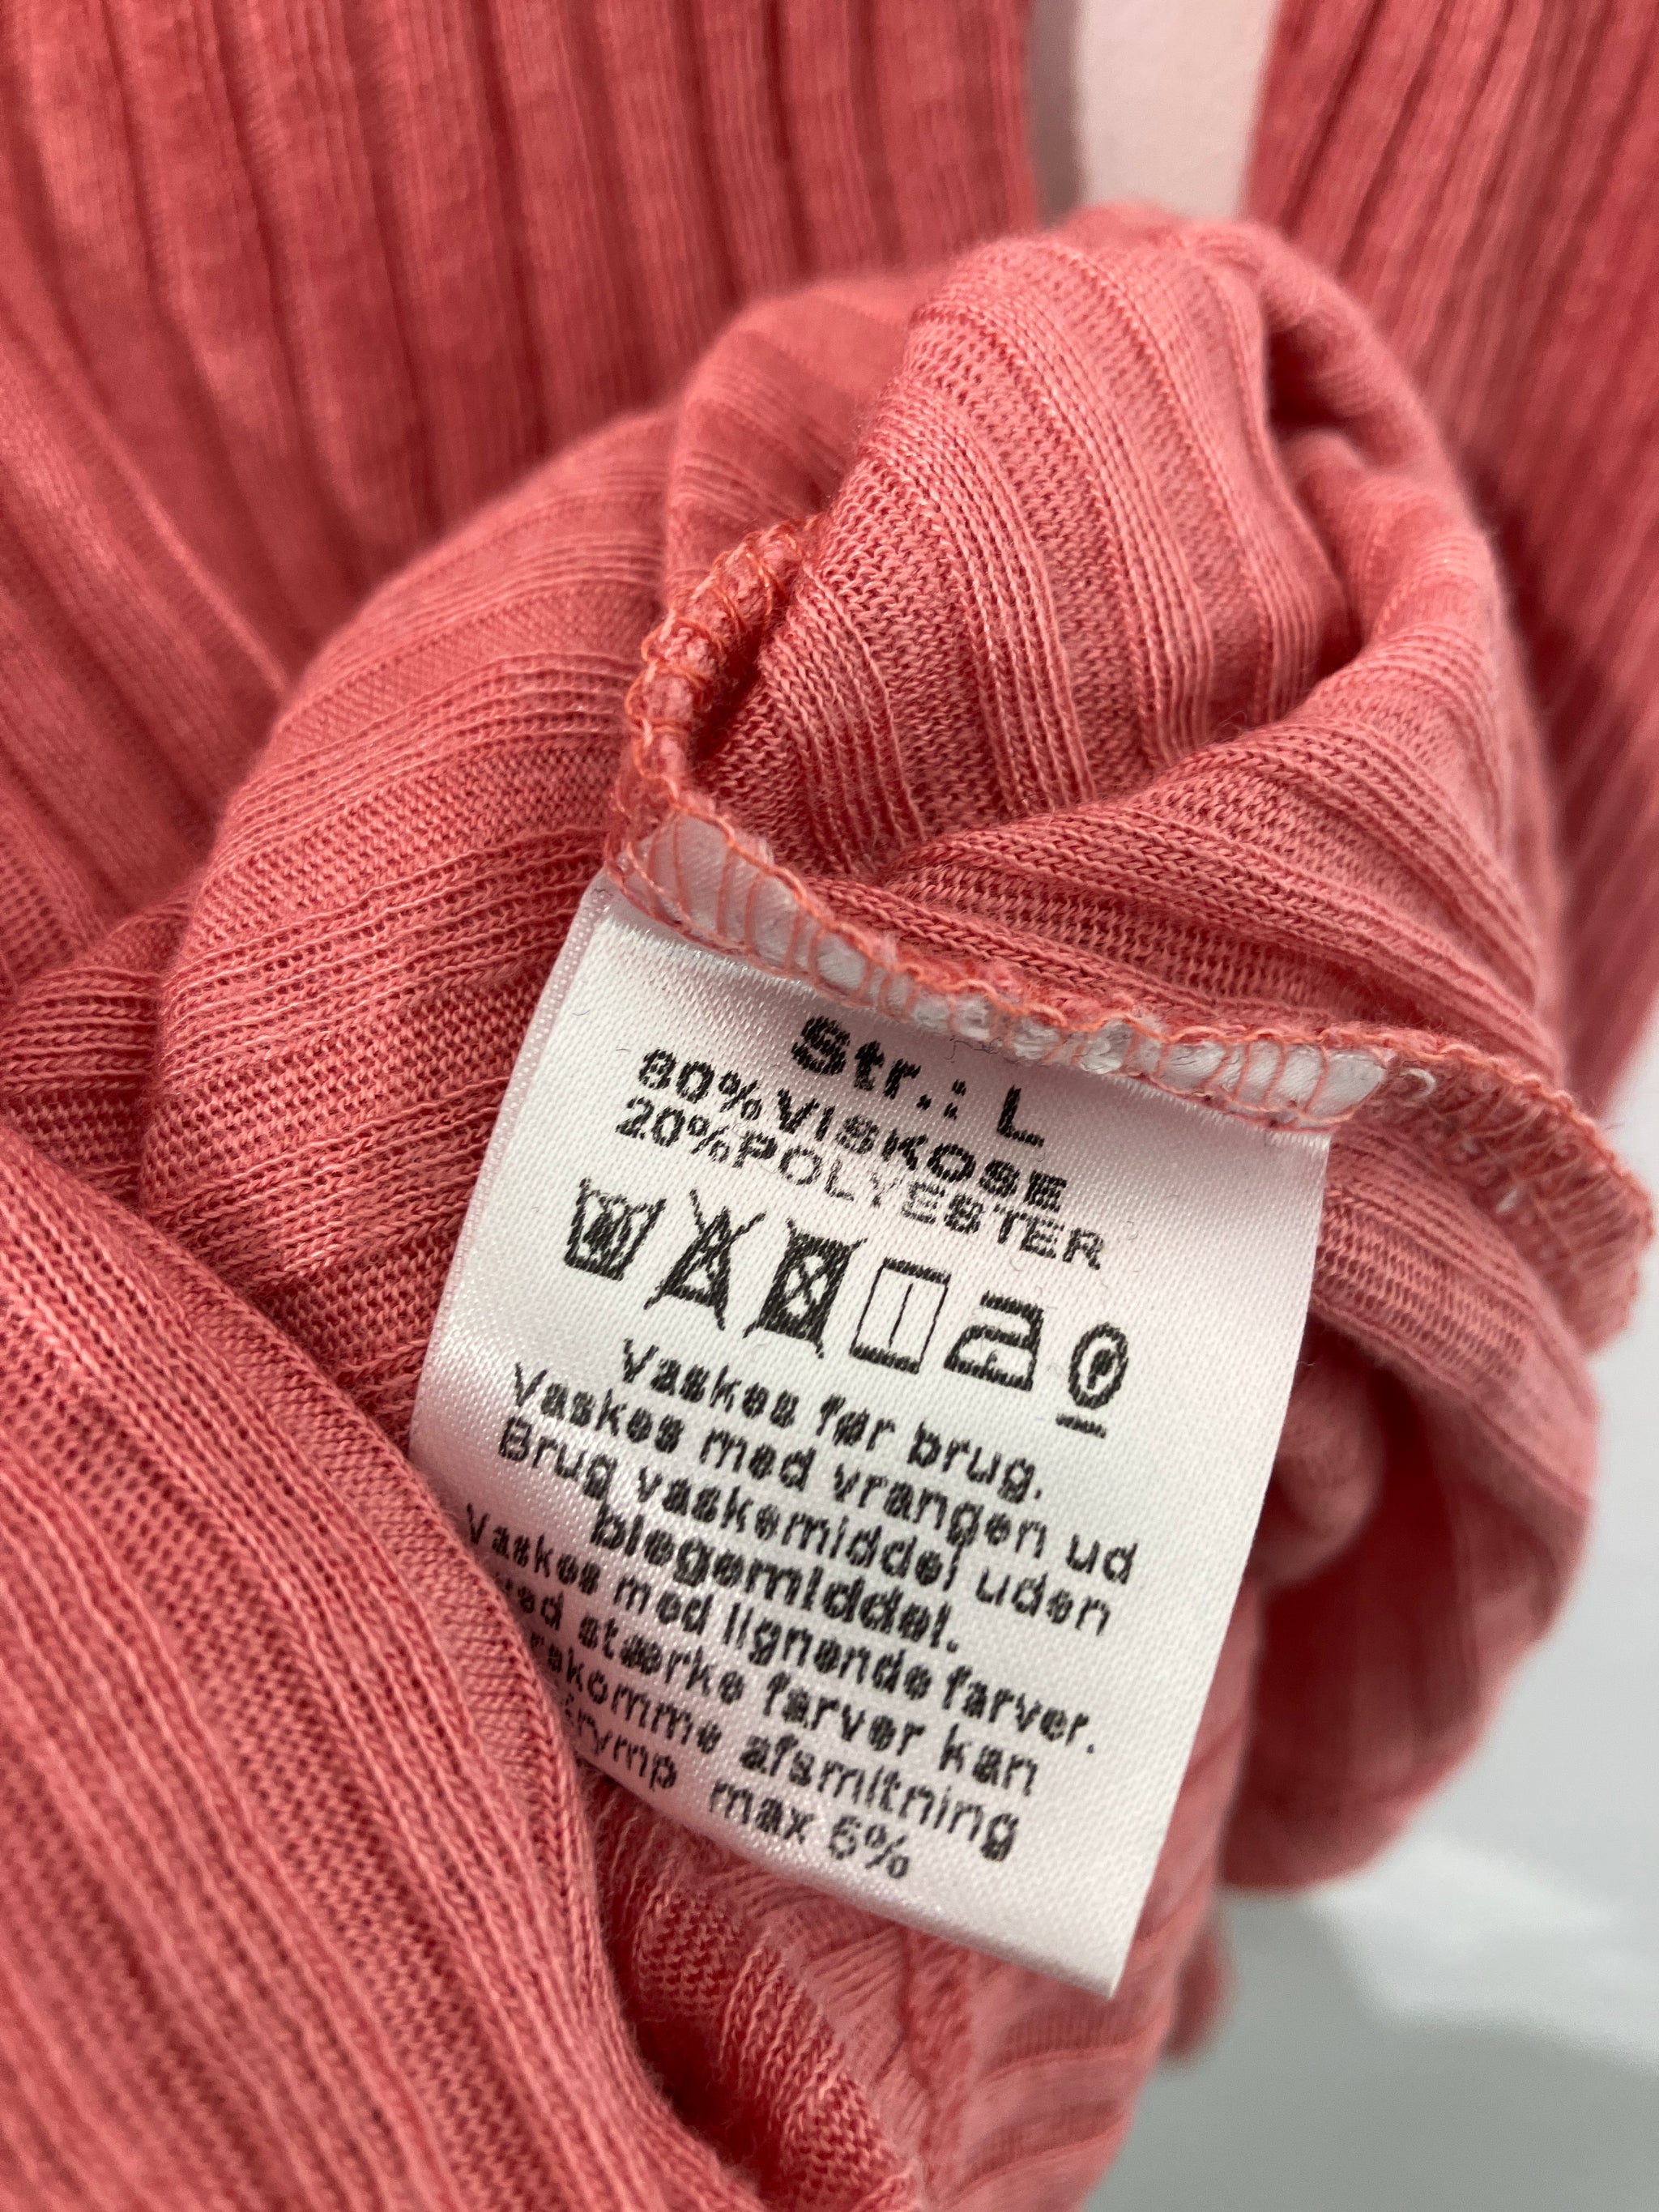 Str.: L
80%VISKOSE
20%POLYESTER
Vaskes før brug.
Vaskes med vrangen ud
Brug vaskemiddel uden
blegemiddel.
Vaskes med lignende farver.
stærke farver kan
afsmitning
max 5%